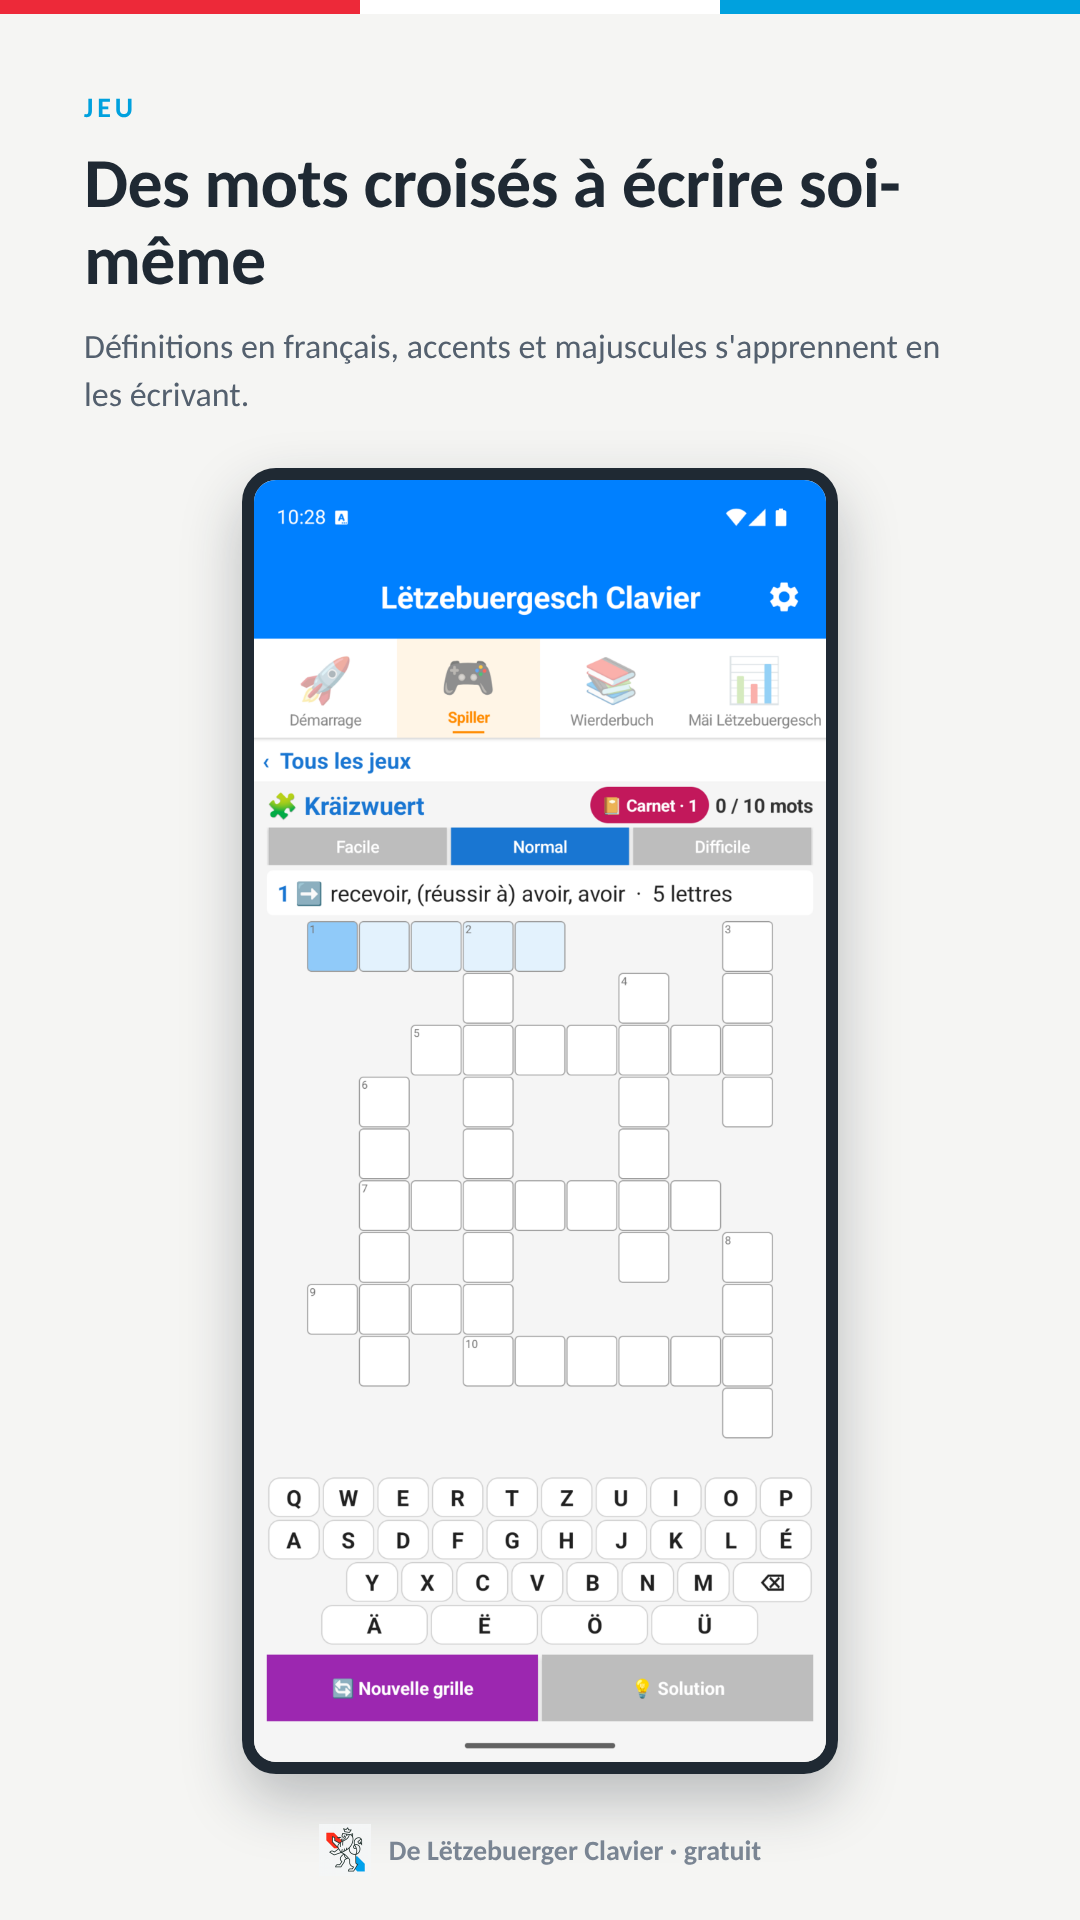 JEU
Des mots croisés à écrire soi-
même
Définitions en français, accents et majuscules s'apprennent en
les écrivant.
10:28
Lëtzebuergesch Clavier
Démarrage Spiller Wierderbuch Mäi Lëtzebuergesch
‹ Tous les jeux
Kräizwuert Carnet · 1 0 / 10 mots
Facile Normal Difficile
1 recevoir, (réussir à) avoir, avoir · 5 lettres
1 2 3
4
5
6
7
8
9
10
Q W E R T Z U I O P
A S D F G H J K L É
Y X C V B N M
Ä Ë Ö Ü
Nouvelle grille Solution
De Lëtzebuerger Clavier · gratuit